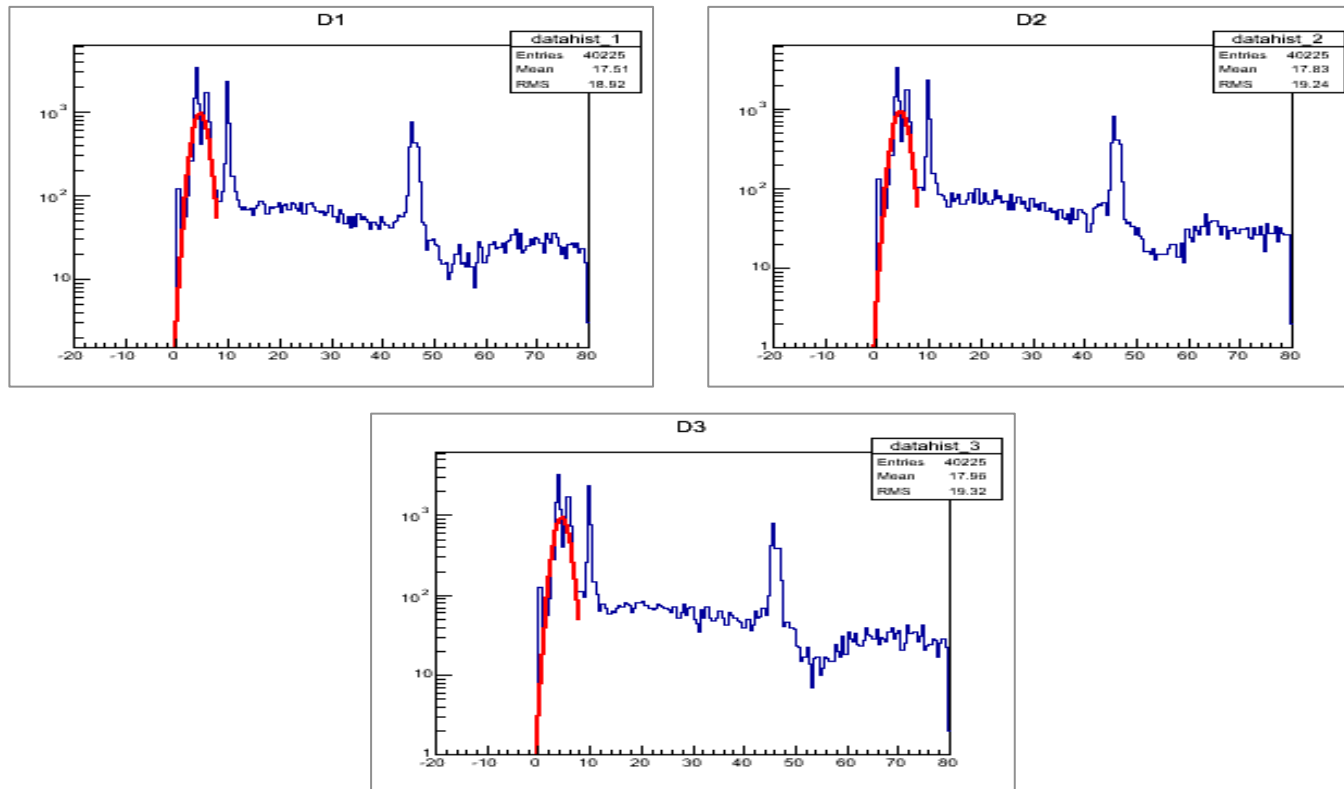 D1
datahist_1
Entries 40225
Mean 17.51
RMS 18.92
10³
10²
10
-20 -10 0 10 20 30 40 50 60 70 80
D2
datahist_2
Entries 40225
Mean 17.83
RMS 19.24
10³
10²
10
1
-20 -10 0 10 20 30 40 50 60 70 80
D3
datahist_3
Entries 40225
Mean 17.96
RMS 19.32
10³
10²
10
1
-20 -10 0 10 20 30 40 50 60 70 80